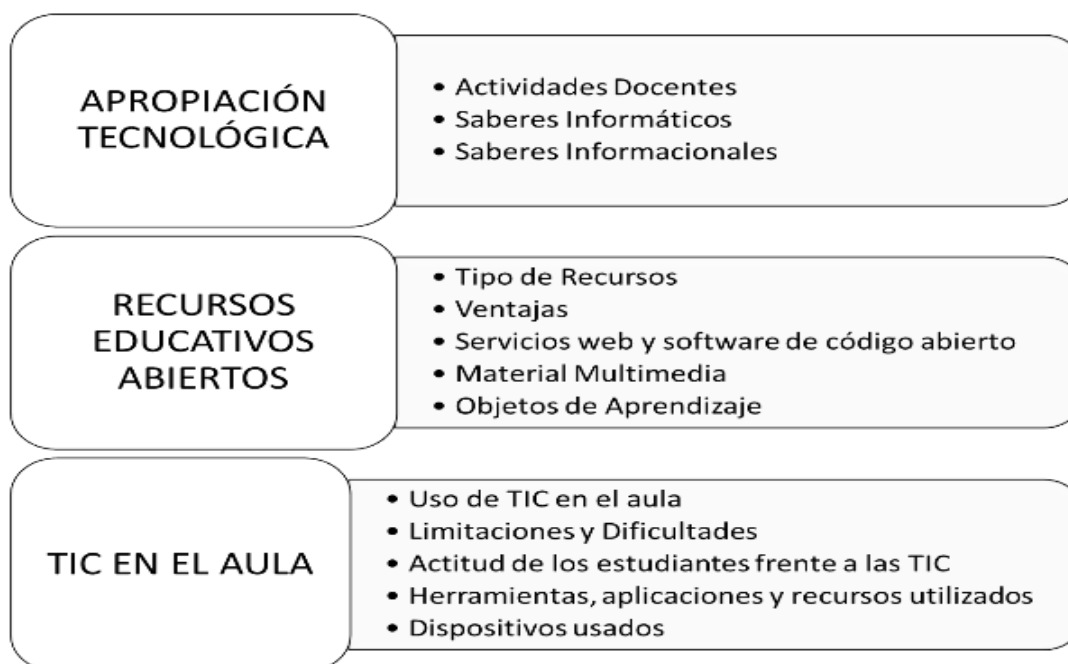 APROPIACIÓN
TECNOLÓGICA
• Actividades Docentes
• Saberes Informáticos
• Saberes Informacionales
RECURSOS
EDUCATIVOS
ABIERTOS
• Tipo de Recursos
• Ventajas
• Servicios web y software de código abierto
• Material Multimedia
• Objetos de Aprendizaje
TIC EN EL AULA
• Uso de TIC en el aula
• Limitaciones y Dificultades
• Actitud de los estudiantes frente a las TIC
• Herramientas, aplicaciones y recursos utilizados
• Dispositivos usados